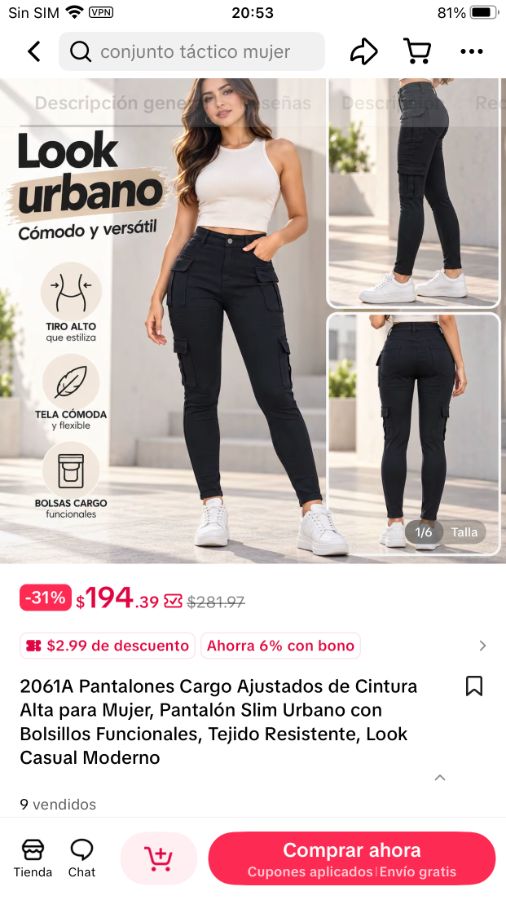 Sin SIM VPN 20:53 81%
conjunto táctico mujer
Descripción gene
señas
Descripción
Rec
Look
urbano
Cómodo y versátil
TIRO ALTO
que estiliza
TELA CÓMODA
y flexible
BOLSAS CARGO
funcionales
1/6 Talla
-31% $194.39 $281.97
$2.99 de descuento Ahorra 6% con bono
2061A Pantalones Cargo Ajustados de Cintura
Alta para Mujer, Pantalón Slim Urbano con
Bolsillos Funcionales, Tejido Resistente, Look
Casual Moderno
9 vendidos
Tienda
Chat
Comprar ahora
Cupones aplicados | Envío gratis